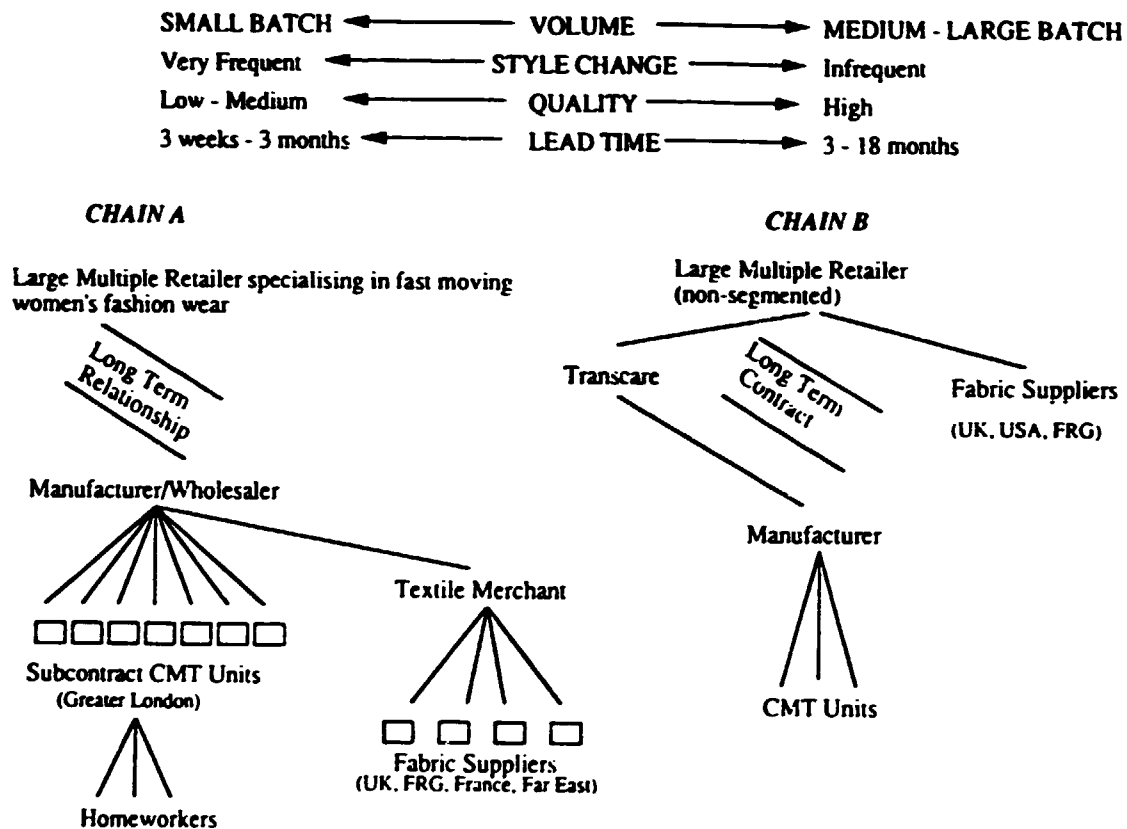 SMALL BATCH VOLUME MEDIUM - LARGE BATCH
Very Frequent STYLE CHANGE Infrequent
Low - Medium QUALITY High
3 weeks - 3 months LEAD TIME 3 - 18 months
CHAIN A
Large Multiple Retailer specialising in fast moving
women's fashion wear
Long Term
Relationship
Manufacturer/Wholesaler
Textile Merchant
Subcontract CMT Units
(Greater London)
Fabric Suppliers
(UK, FRG, France, Far East)
Homeworkers
CHAIN B
Large Multiple Retailer
(non-segmented)
Transcare
Long Term
Contract
Fabric Suppliers
(UK, USA, FRG)
Manufacturer
CMT Units